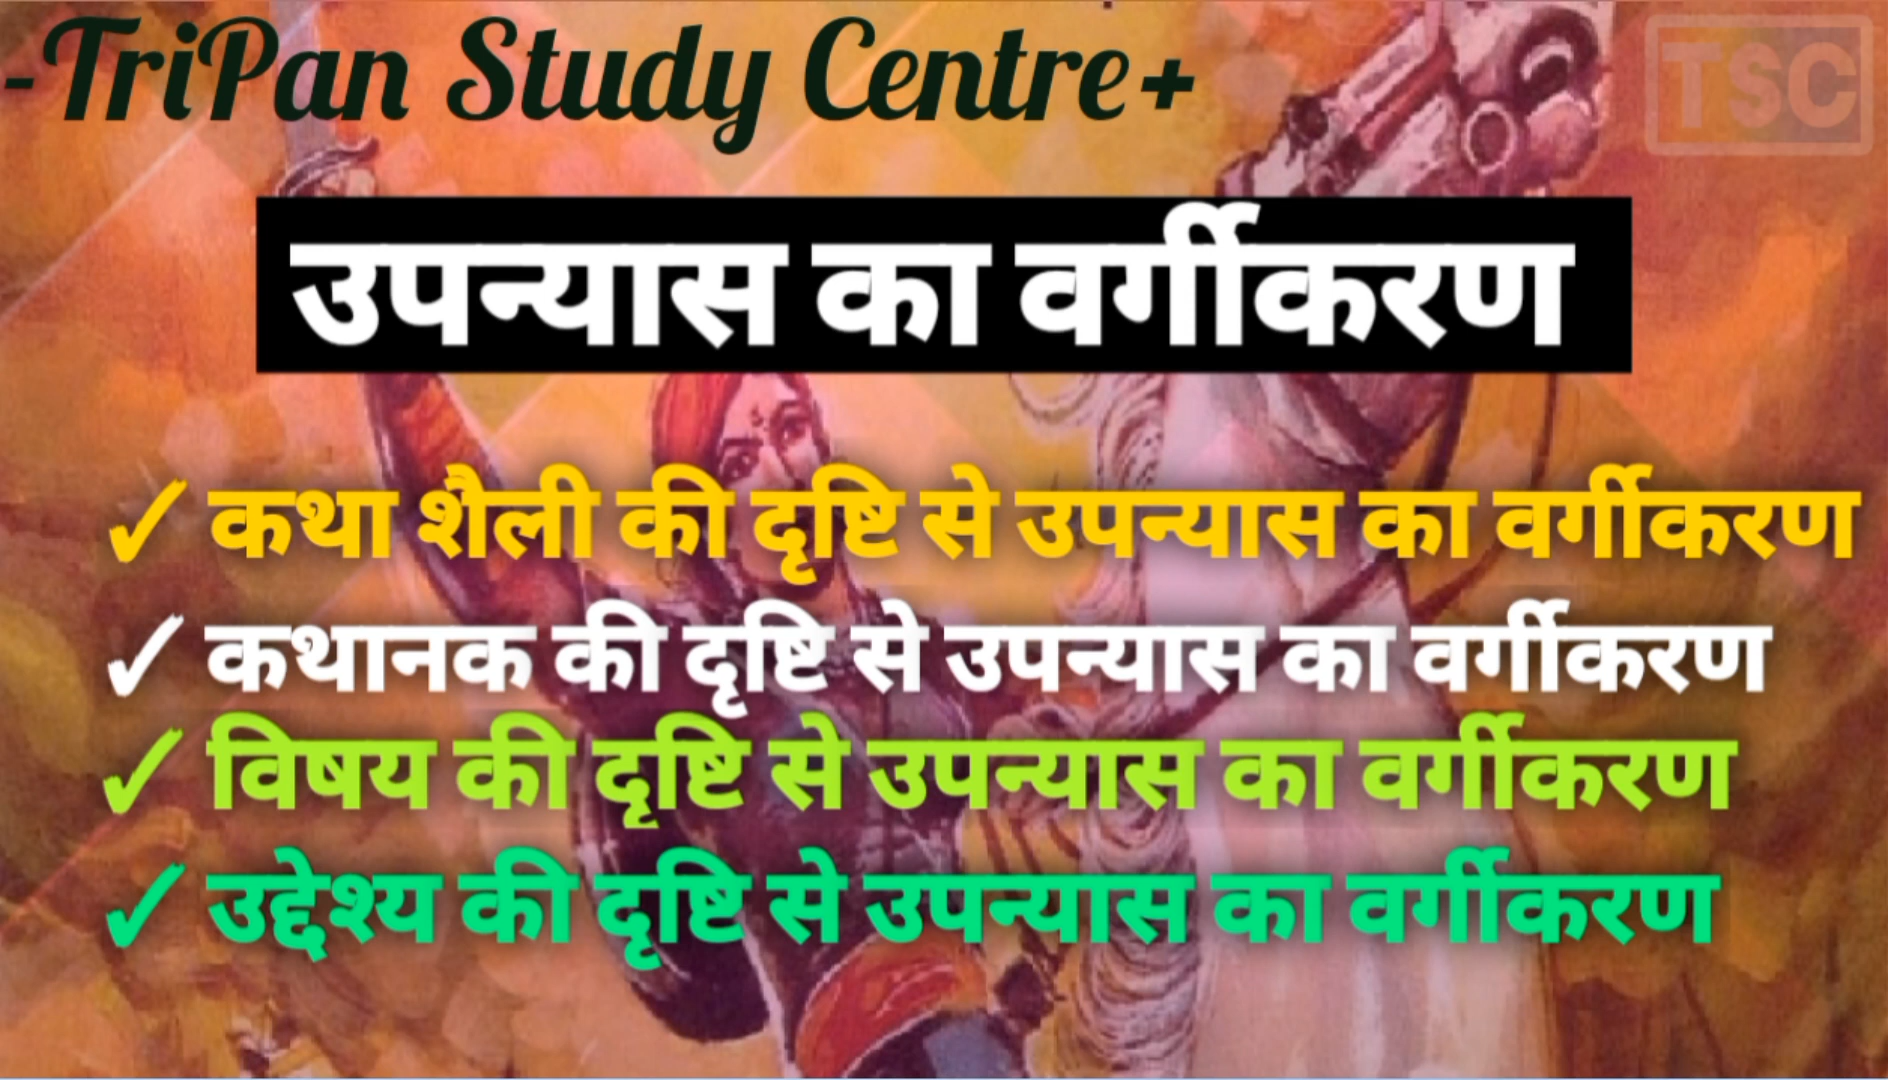 -TriPan Study Centre+
TSC
उपन्यास का वर्गीकरण
✓ कथा शैली की दृष्टि से उपन्यास का वर्गीकरण
✓ कथानक की दृष्टि से उपन्यास का वर्गीकरण
✓ विषय की दृष्टि से उपन्यास का वर्गीकरण
✓ उद्देश्य की दृष्टि से उपन्यास का वर्गीकरण